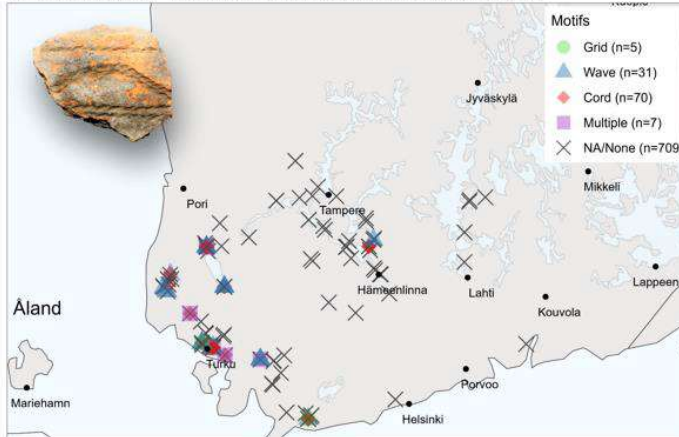 Motifs
Grid (n=5)
Wave (n=31)
Cord (n=70)
Multiple (n=7)
NA/None (n=709
Jyväskylä
Mikkeli
Pori
Tampere
Lappeen
Hämeenlinna
Lahti
Kouvola
Åland
Turku
Porvoo
Mariehamn
Helsinki